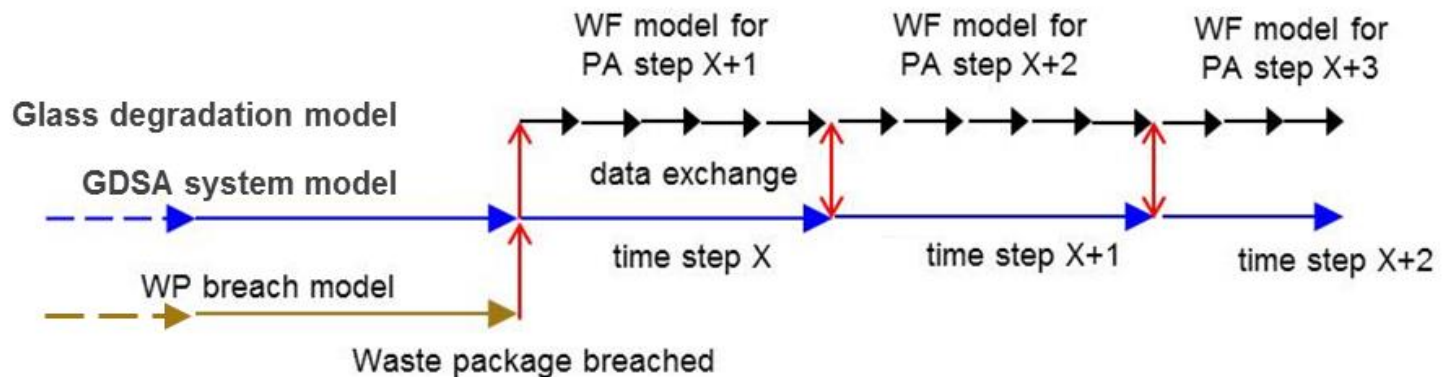 WF model for
PA step X+1
WF model for
PA step X+2
WF model for
PA step X+3
Glass degradation model
data exchange
GDSA system model
time step X
time step X+1
time step X+2
WP breach model
Waste package breached